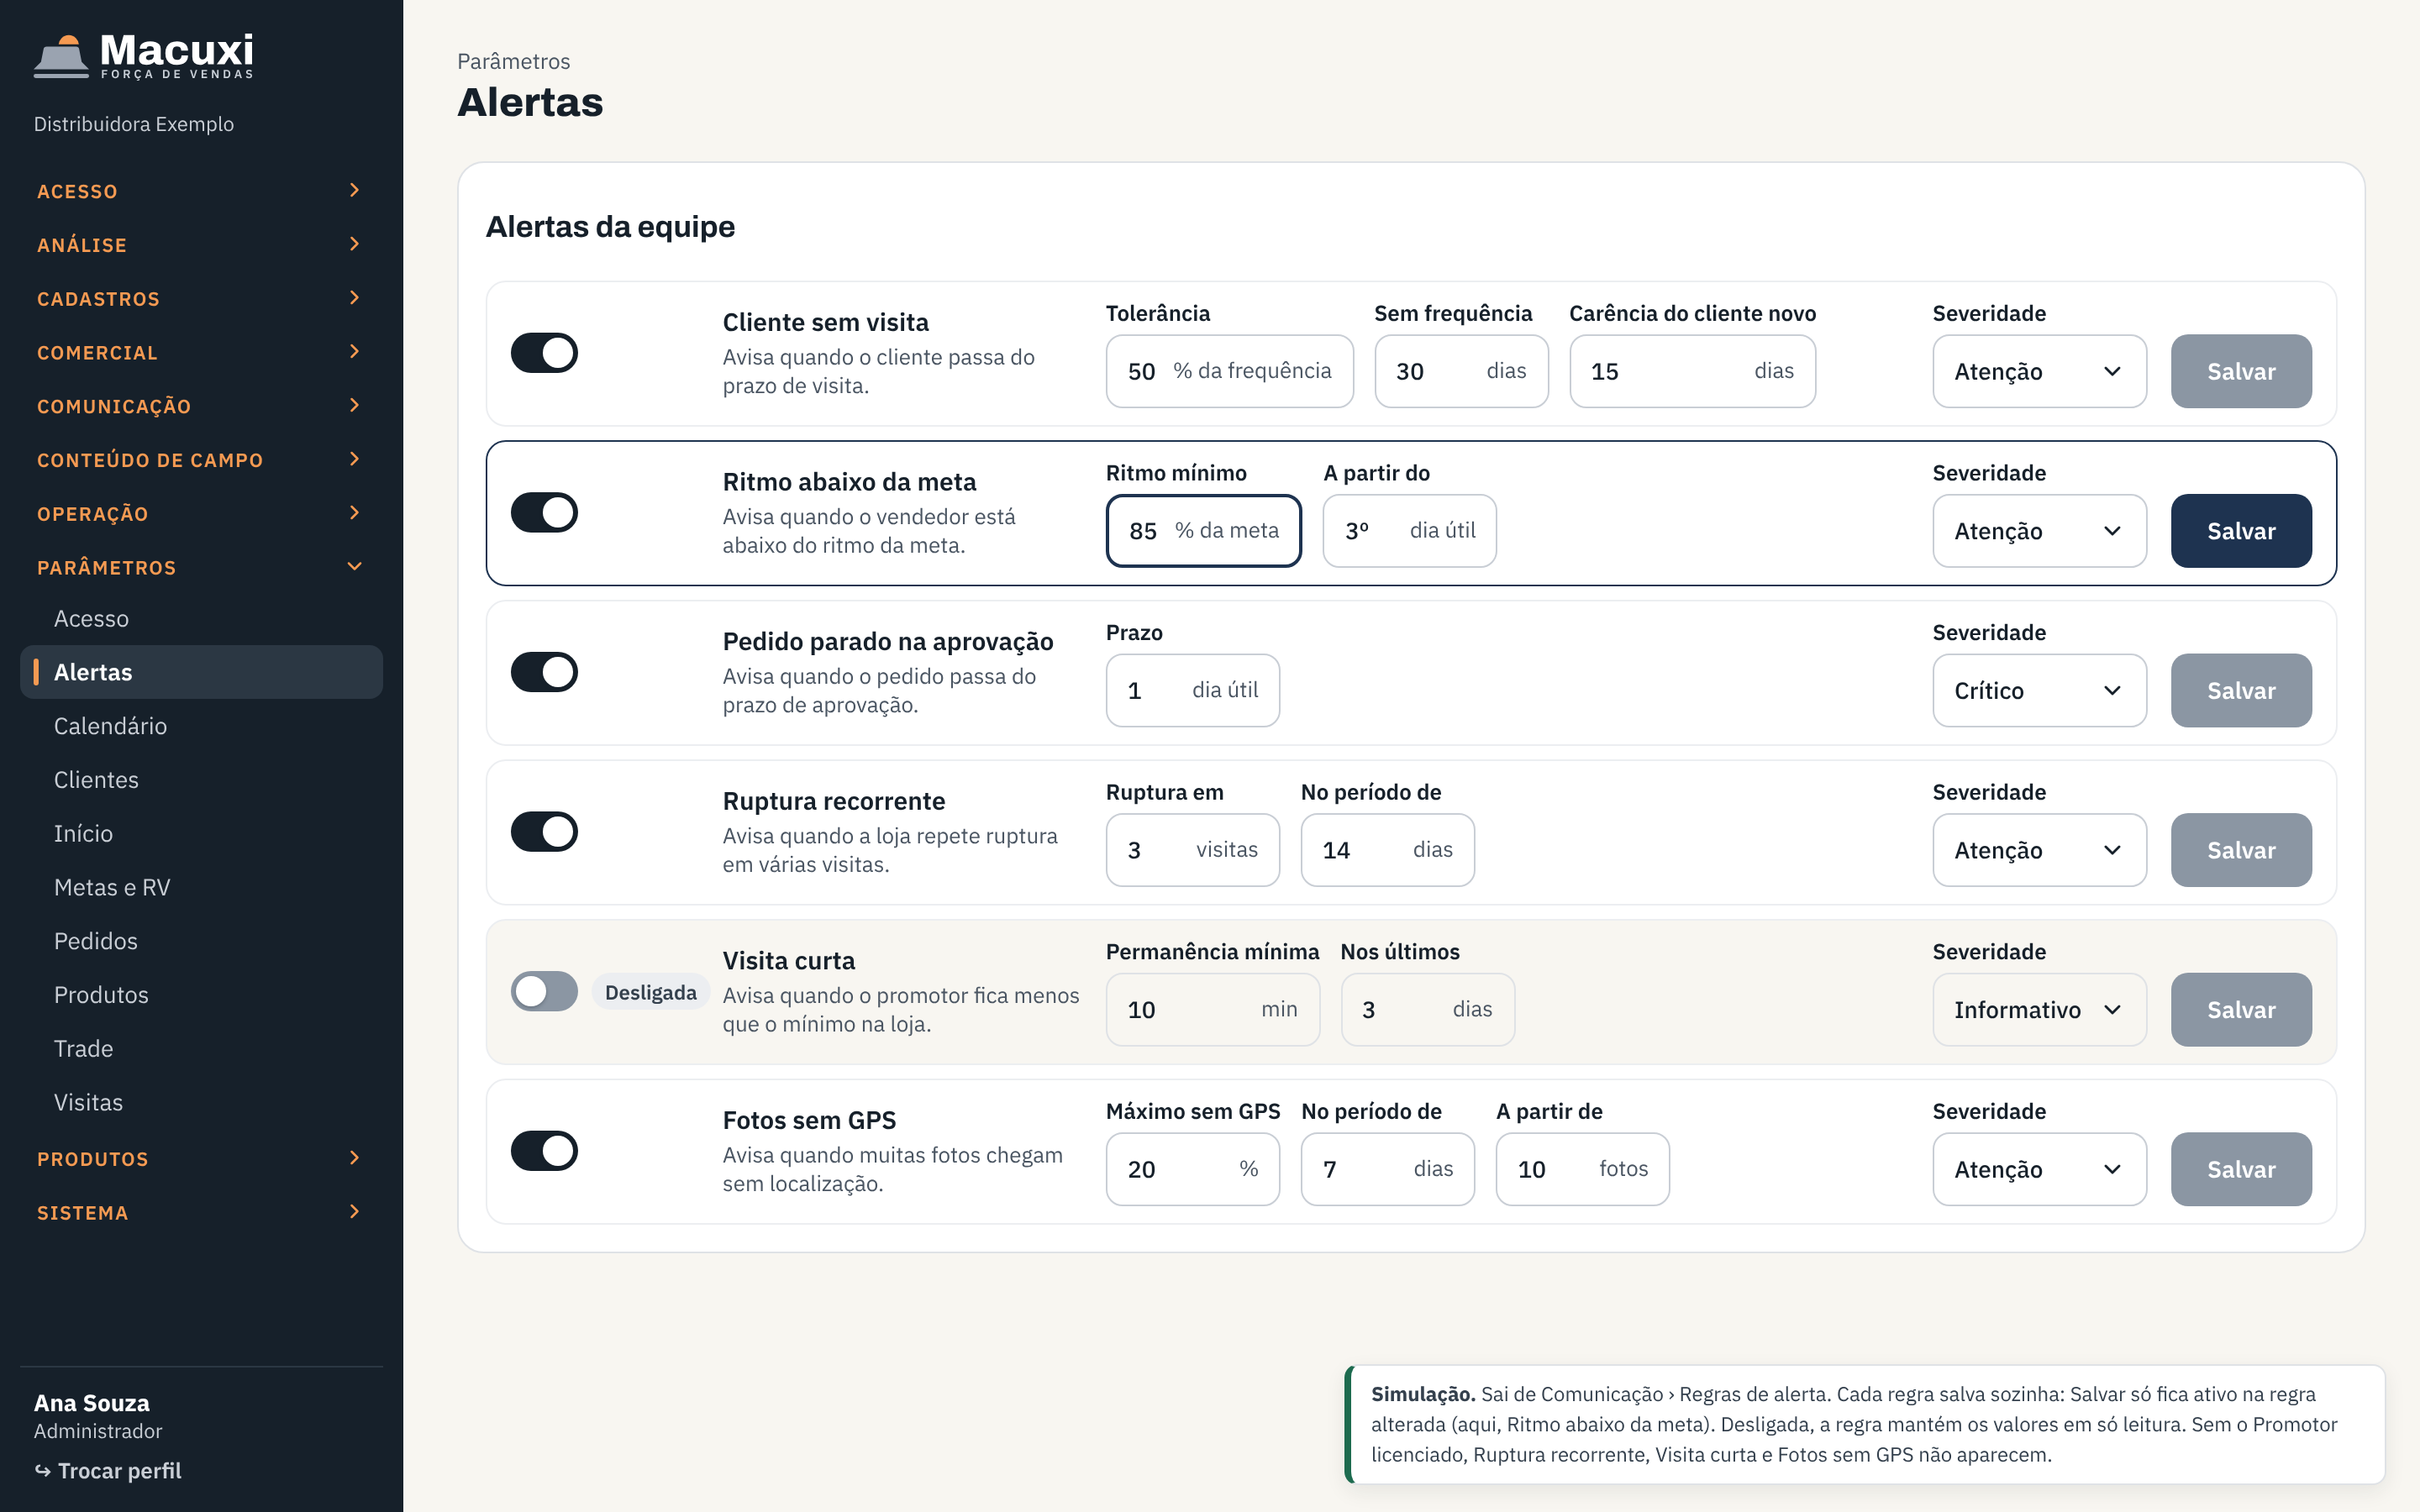 Macuxi
FORÇA DE VENDAS
Distribuidora Exemplo
ACESSO
ANÁLISE
CADASTROS
COMERCIAL
COMUNICAÇÃO
CONTEÚDO DE CAMPO
OPERAÇÃO
PARÂMETROS
Acesso
Alertas
Calendário
Clientes
Início
Metas e RV
Pedidos
Produtos
Trade
Visitas
PRODUTOS
SISTEMA
Ana Souza
Administrador
↪ Trocar perfil
Parâmetros
Alertas
Alertas da equipe
Cliente sem visita
Avisa quando o cliente passa do
prazo de visita.
Tolerância
50 % da frequência
Sem frequência
30 dias
Carência do cliente novo
15 dias
Severidade
Atenção
Salvar
Ritmo abaixo da meta
Avisa quando o vendedor está
abaixo do ritmo da meta.
Ritmo mínimo
85 % da meta
A partir do
3º dia útil
Severidade
Atenção
Salvar
Pedido parado na aprovação
Avisa quando o pedido passa do
prazo de aprovação.
Prazo
1 dia útil
Severidade
Crítico
Salvar
Ruptura recorrente
Avisa quando a loja repete ruptura
em várias visitas.
Ruptura em
3 visitas
No período de
14 dias
Severidade
Atenção
Salvar
Desligada
Visita curta
Avisa quando o promotor fica menos
que o mínimo na loja.
Permanência mínima
10 min
Nos últimos
3 dias
Severidade
Informativo
Salvar
Fotos sem GPS
Avisa quando muitas fotos chegam
sem localização.
Máximo sem GPS
20 %
No período de
7 dias
A partir de
10 fotos
Severidade
Atenção
Salvar
Simulação. Sai de Comunicação › Regras de alerta. Cada regra salva sozinha: Salvar só fica ativo na regra
alterada (aqui, Ritmo abaixo da meta). Desligada, a regra mantém os valores em só leitura. Sem o Promotor
licenciado, Ruptura recorrente, Visita curta e Fotos sem GPS não aparecem.